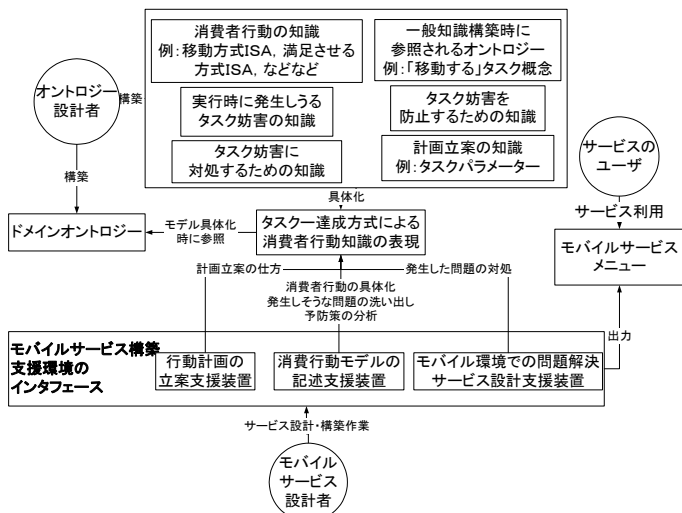 消費者行動の知識
例：移動方式ISA, 満足させる
方式ISA, などなど
一般知識構築時に
参照されるオントロジー
例：「移動する」タスク概念
オントロジー
設計者
構築
実行時に発生しうる
タスク妨害の知識
タスク妨害を
防止するための知識
タスク妨害に
対処するための知識
計画立案の知識
例：タスクパラメーター
サービスの
ユーザ
構築
具体化
サービス利用
ドメインオントロジー
モデル具体化
時に参照
タスクー達成方式による
消費者行動知識の表現
モバイルサービス
メニュー
計画立案の仕方
発生した問題の対処
消費者行動の具体化
発生しそうな問題の洗い出し
予防策の分析
出力
モバイルサービス構築
支援環境の
インタフェース
行動計画の
立案支援装置
消費行動モデルの
記述支援装置
モバイル環境での問題解決
サービス設計支援装置
サービス設計・構築作業
モバイル
サービス
設計者